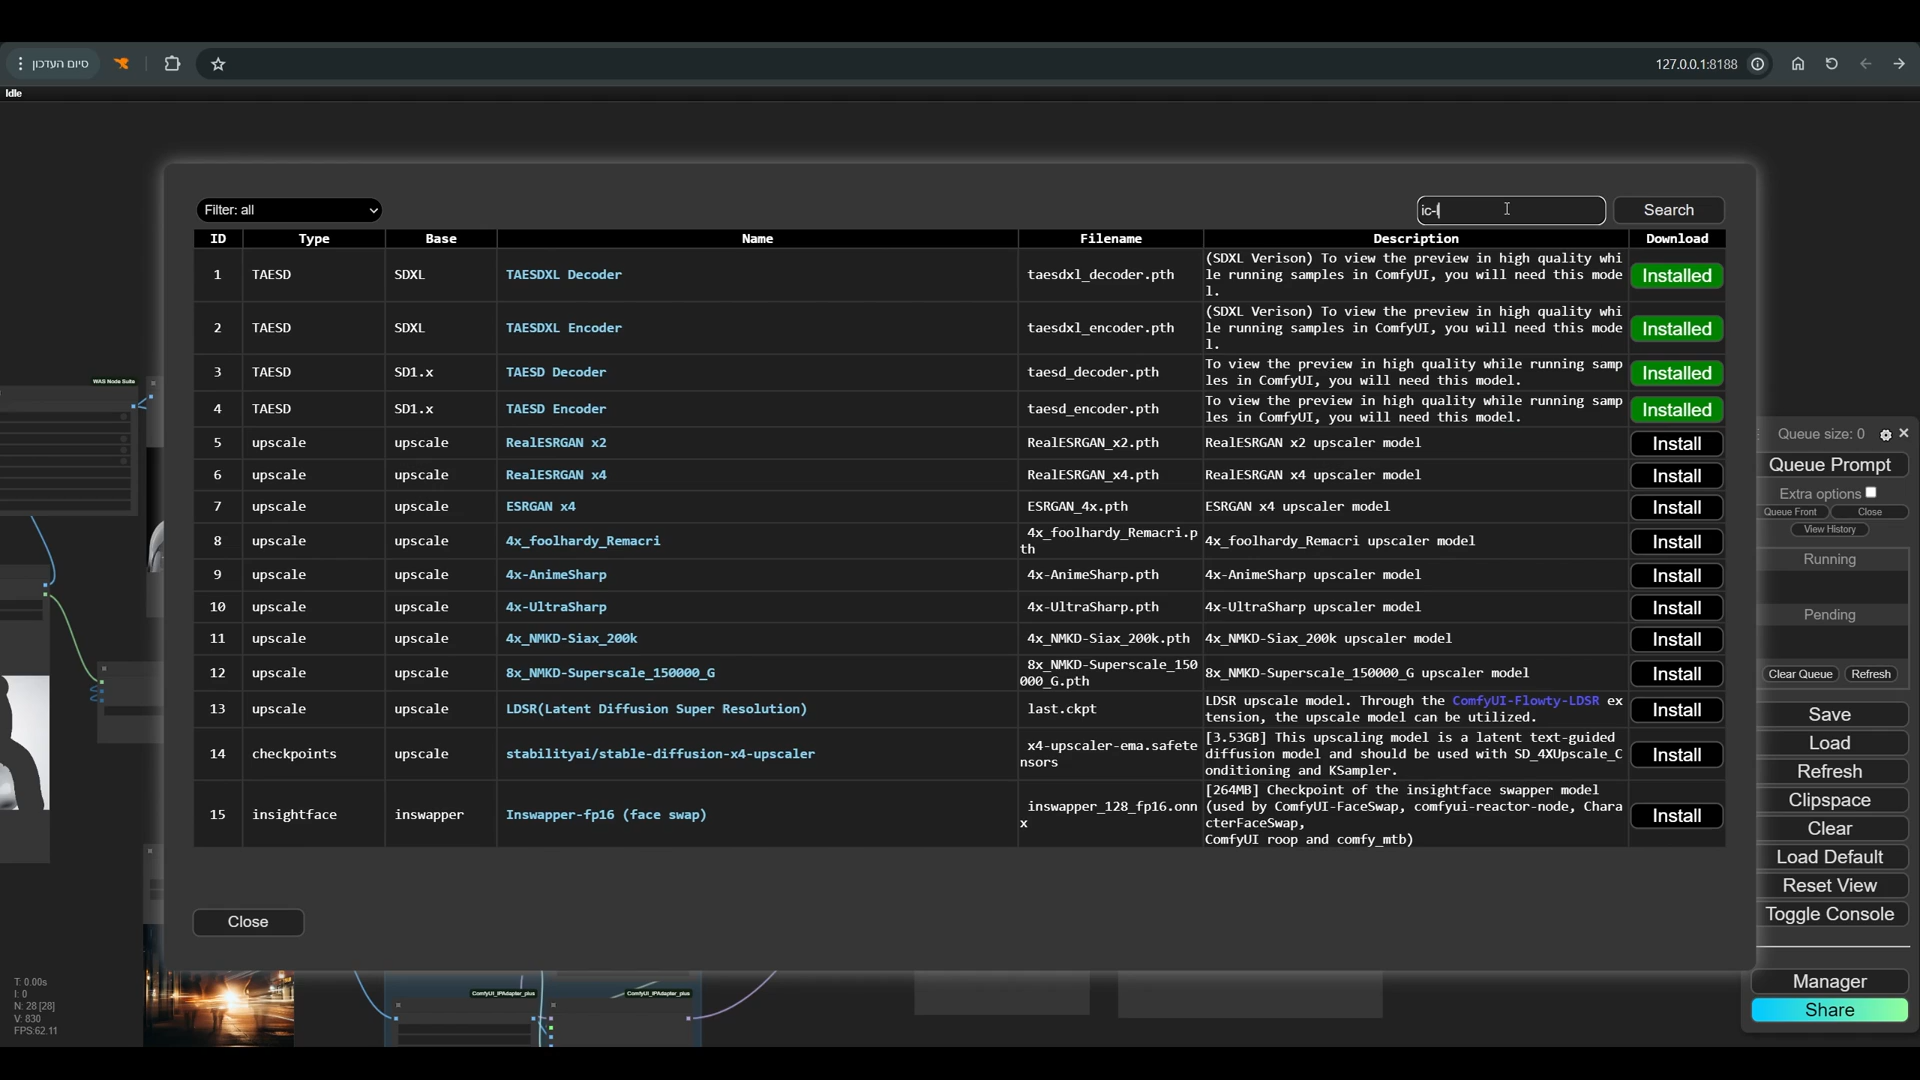 סיום העדכון
127.0.0.1:8188
Idle
Filter: all
ic-l
Search
ID Type Base Name Filename Description Download
1 TAESD SDXL TAESDXL Decoder taesdxl_decoder.pth (SDXL Verison) To view the preview in high quality whi
le running samples in ComfyUI, you will need this mode
l.
Installed
2 TAESD SDXL TAESDXL Encoder taesdxl_encoder.pth (SDXL Verison) To view the preview in high quality whi
le running samples in ComfyUI, you will need this mode
l.
Installed
3 TAESD SD1.x TAESD Decoder taesd_decoder.pth To view the preview in high quality while running samp
les in ComfyUI, you will need this model.
Installed
4 TAESD SD1.x TAESD Encoder taesd_encoder.pth To view the preview in high quality while running samp
les in ComfyUI, you will need this model.
Installed
5 upscale upscale RealESRGAN x2 RealESRGAN_x2.pth RealESRGAN x2 upscaler model Install
6 upscale upscale RealESRGAN x4 RealESRGAN_x4.pth RealESRGAN x4 upscaler model Install
7 upscale upscale ESRGAN x4 ESRGAN_4x.pth ESRGAN x4 upscaler model Install
8 upscale upscale 4x_foolhardy_Remacri 4x_foolhardy_Remacri.p
th
4x_foolhardy_Remacri upscaler model Install
9 upscale upscale 4x-AnimeSharp 4x-AnimeSharp.pth 4x-AnimeSharp upscaler model Install
10 upscale upscale 4x-UltraSharp 4x-UltraSharp.pth 4x-UltraSharp upscaler model Install
11 upscale upscale 4x_NMKD-Siax_200k 4x_NMKD-Siax_200k.pth 4x_NMKD-Siax_200k upscaler model Install
12 upscale upscale 8x_NMKD-Superscale_150000_G 8x_NMKD-Superscale_150
000_G.pth
8x_NMKD-Superscale_150000_G upscaler model Install
13 upscale upscale LDSR(Latent Diffusion Super Resolution) last.ckpt LDSR upscale model. Through the ComfyUI-Flowty-LDSR ex
tension, the upscale model can be utilized.
Install
14 checkpoints upscale stabilityai/stable-diffusion-x4-upscaler x4-upscaler-ema.safete
nsors
[3.53GB] This upscaling model is a latent text-guided
diffusion model and should be used with SD_4XUpscale_C
onditioning and KSampler.
Install
15 insightface inswapper Inswapper-fp16 (face swap) inswapper_128_fp16.onn
x
[264MB] Checkpoint of the insightface swapper model
(used by ComfyUI-FaceSwap, comfyui-reactor-node, Chara
cterFaceSwap,
ComfyUI roop and comfy_mtb)
Install
Close
WAS Node Suite
Queue size: 0
Queue Prompt
Extra options
Queue Front Close
View History
Running
Pending
Clear Queue Refresh
Save
Load
Refresh
Clipspace
Clear
Load Default
Reset View
Toggle Console
Manager
Share
T: 0.00s
I: 0
N: 28 [28]
V: 830
FPS:62.11
ComfyUI_IPAdapter_plus ComfyUI_IPAdapter_plus